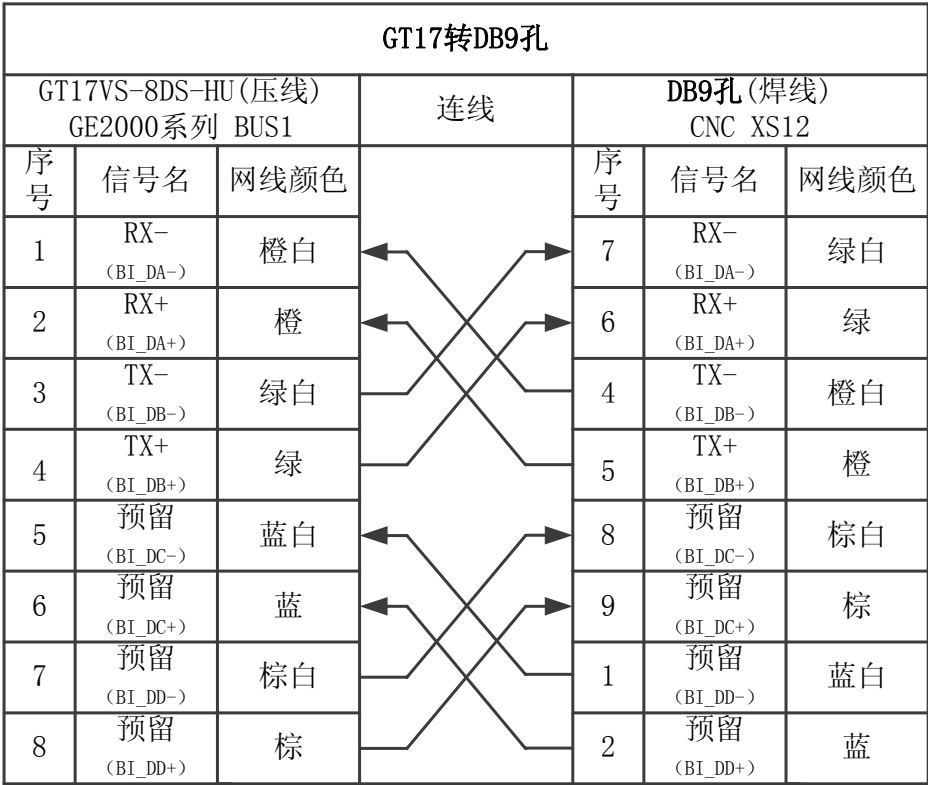 GT17转DB9孔
GT17VS-8DS-HU(压线)
GE2000系列 BUS1
连线
DB9孔(焊线)
CNC XS12
序号 信号名 网线颜色 序号 信号名 网线颜色
1 RX- 橙白 7 RX- 绿白
(BI_DA-) (BI_DA-)
2 RX+ 橙 6 RX+ 绿
(BI_DA+) (BI_DA+)
3 TX- 绿白 4 TX- 橙白
(BI_DB-) (BI_DB-)
4 TX+ 绿 5 TX+ 橙
(BI_DB+) (BI_DB+)
5 预留 蓝白 8 预留 棕白
(BI_DC-) (BI_DC-)
6 预留 蓝 9 预留 棕
(BI_DC+) (BI_DC+)
7 预留 棕白 1 预留 蓝白
(BI_DD-) (BI_DD-)
8 预留 棕 2 预留 蓝
(BI_DD+) (BI_DD+)